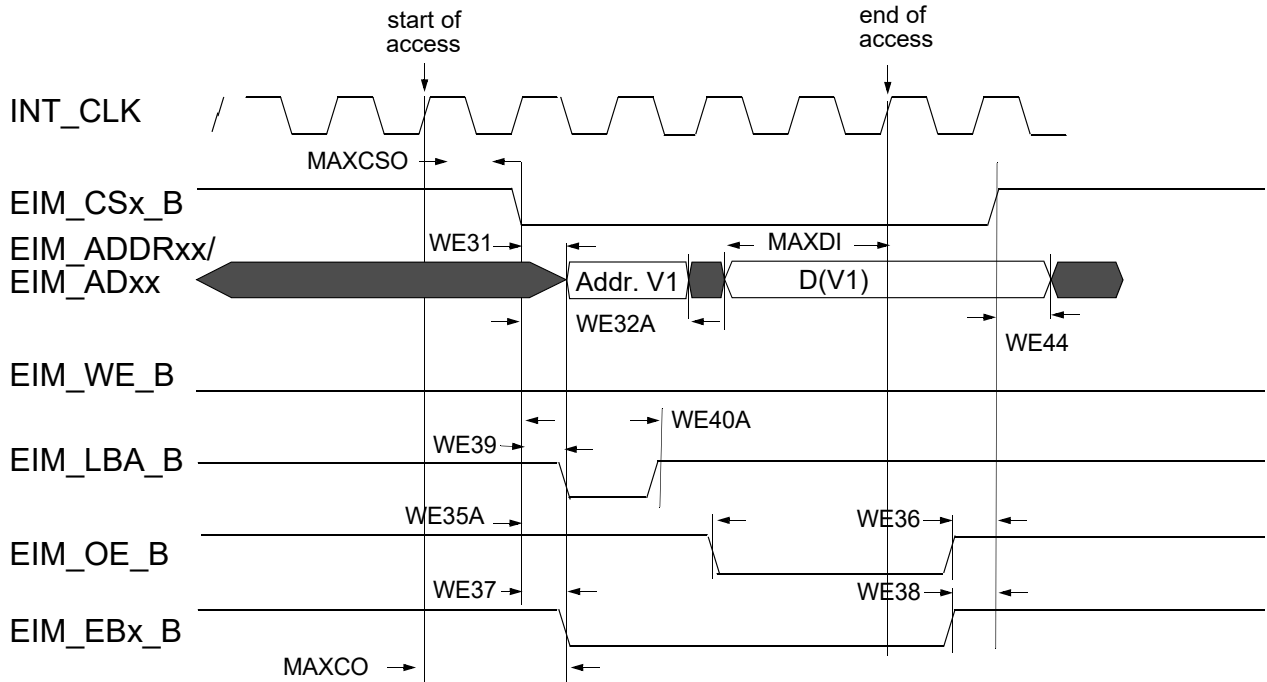 start of
access
end of
access
INT_CLK
MAXCSO
EIM_CSx_B
EIM_ADDRxx/
EIM_ADxx
WE31
MAXDI
Addr. V1
D(V1)
WE32A
WE44
EIM_WE_B
WE40A
WE39
EIM_LBA_B
WE35A
WE36
EIM_OE_B
WE37
WE38
EIM_EBx_B
MAXCO